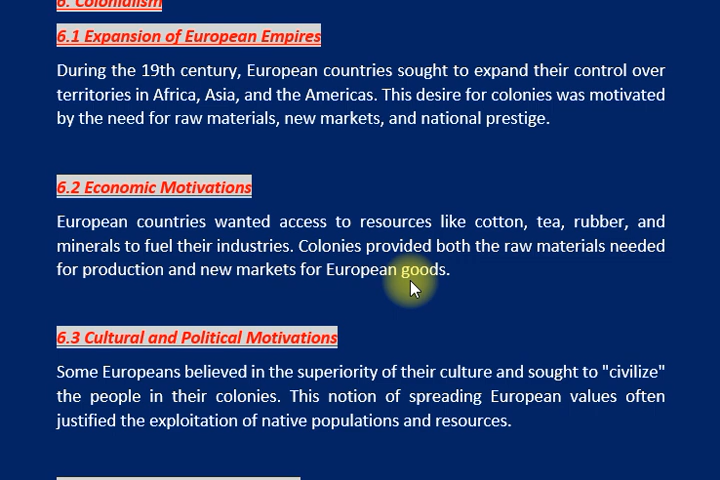 6. Colonialism
6.1 Expansion of European Empires
During the 19th century, European countries sought to expand their control over
territories in Africa, Asia, and the Americas. This desire for colonies was motivated
by the need for raw materials, new markets, and national prestige.
6.2 Economic Motivations
European countries wanted access to resources like cotton, tea, rubber, and
minerals to fuel their industries. Colonies provided both the raw materials needed
for production and new markets for European goods.
6.3 Cultural and Political Motivations
Some Europeans believed in the superiority of their culture and sought to "civilize"
the people in their colonies. This notion of spreading European values often
justified the exploitation of native populations and resources.